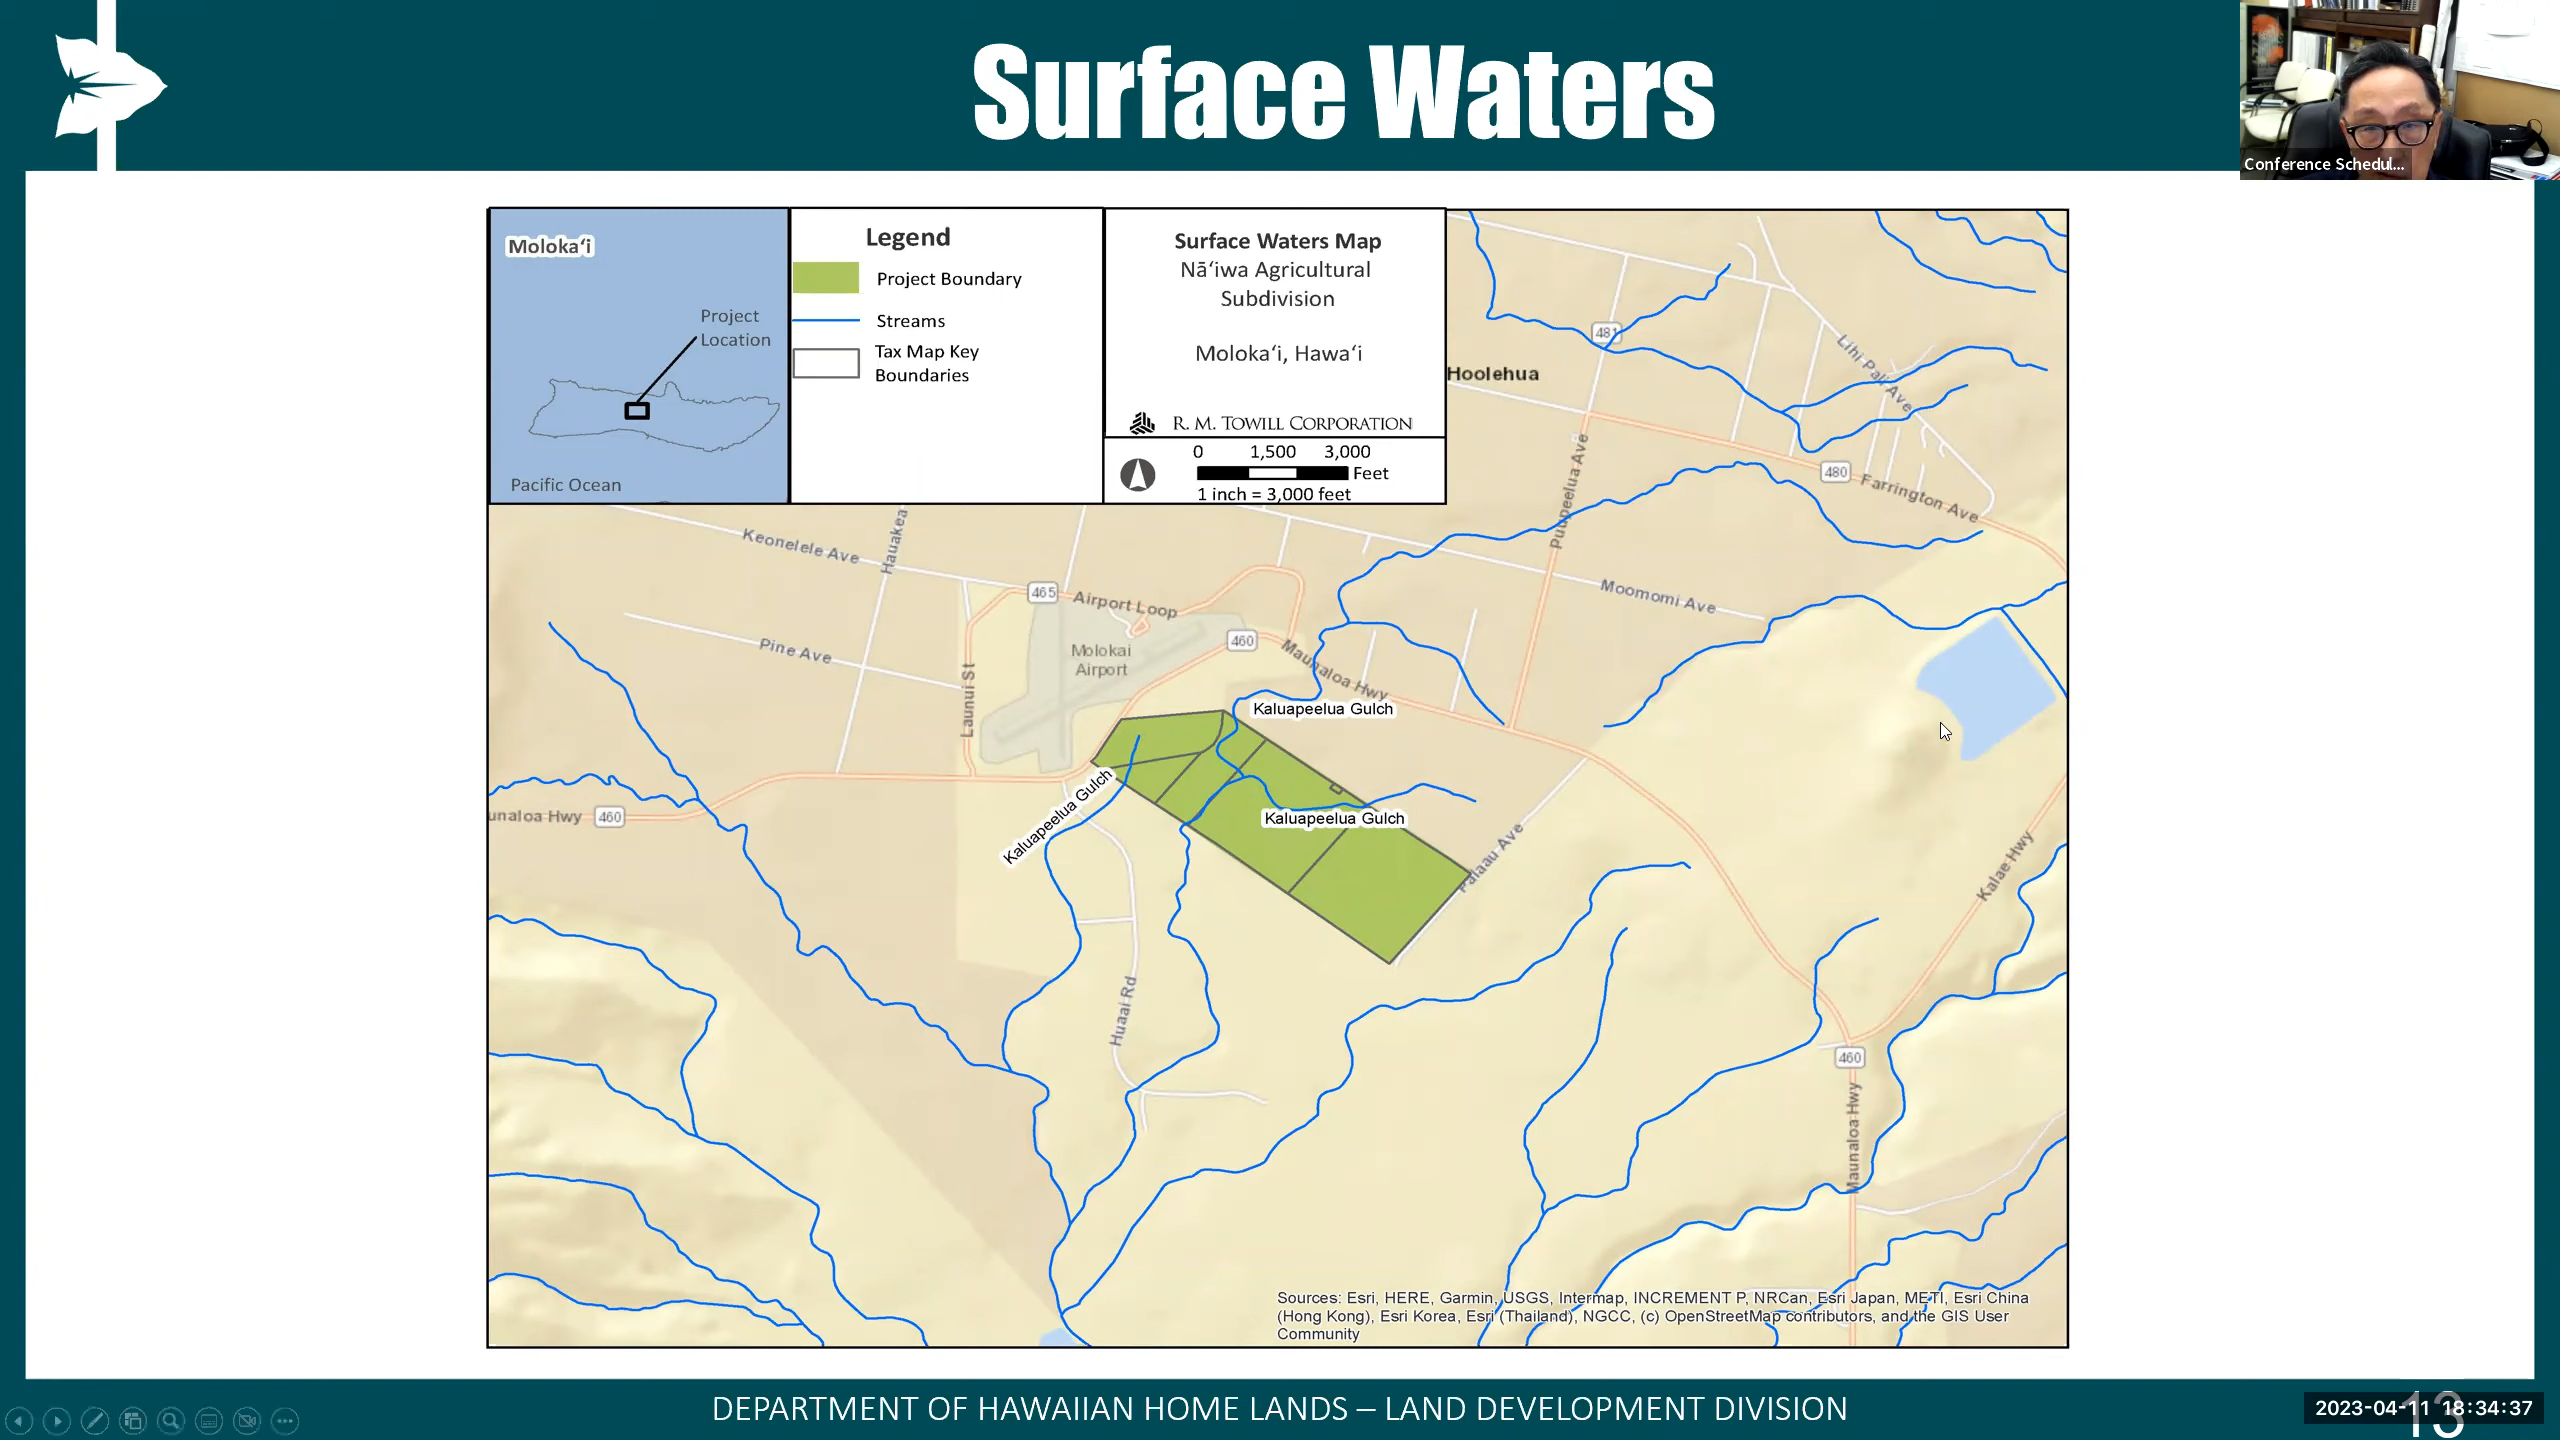 Surface Waters
Conference Schedul...
Molokaʻi
Project
Location
Pacific Ocean
Legend
Project Boundary
Streams
Tax Map Key
Boundaries
Surface Waters Map
Nāʻiwa Agricultural
Subdivision
Molokaʻi, Hawaʻi
R. M. TOWILL CORPORATION
0 1,500 3,000
Feet
1 inch = 3,000 feet
481
Lihi Pali Ave
Hoolehua
480
Farrington Ave
Puupeelua Ave
Keonelele Ave
Hauakea
465
Airport Loop
Moomomi Ave
Pine Ave
Molokai
Airport
460
Maunaloa Hwy
Launui St
Kaluapeelua Gulch
Kaluapeelua Gulch
Kaluapeelua Gulch
unaloa Hwy
460
Palaau Ave
Kalae Hwy
Huaai Rd
460
Maunaloa Hwy
Sources: Esri, HERE, Garmin, USGS, Intermap, INCREMENT P, NRCan, Esri Japan, METI, Esri China
(Hong Kong), Esri Korea, Esri (Thailand), NGCC, (c) OpenStreetMap contributors, and the GIS User
Community
DEPARTMENT OF HAWAIIAN HOME LANDS – LAND DEVELOPMENT DIVISION
13
2023-04-11 18:34:37